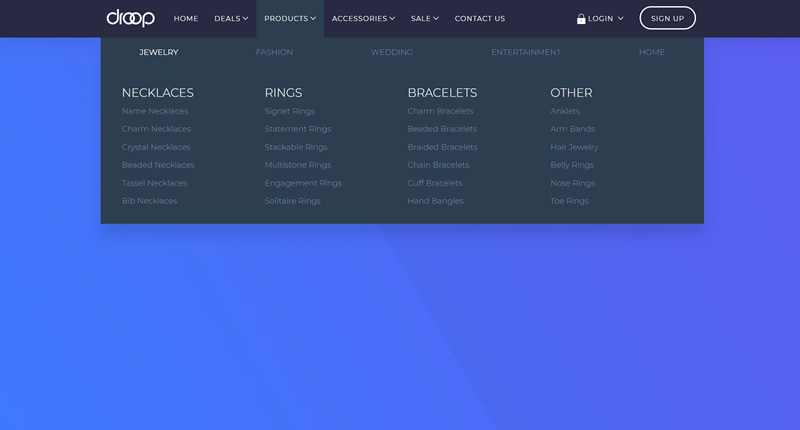 droop HOME DEALS PRODUCTS ACCESSORIES SALE CONTACT US LOGIN SIGN UP
JEWELRY FASHION WEDDING ENTERTAINMENT HOME
NECKLACES
Name Necklaces
Charm Necklaces
Crystal Necklaces
Beaded Necklaces
Tassel Necklaces
Bib Necklaces
RINGS
Signet Rings
Statement Rings
Stackable Rings
Multistone Rings
Engagement Rings
Solitaire Rings
BRACELETS
Charm Bracelets
Beaded Bracelets
Braided Bracelets
Chain Bracelets
Cuff Bracelets
Hand Bangles
OTHER
Anklets
Arm Bands
Hair Jewelry
Belly Rings
Nose Rings
Toe Rings